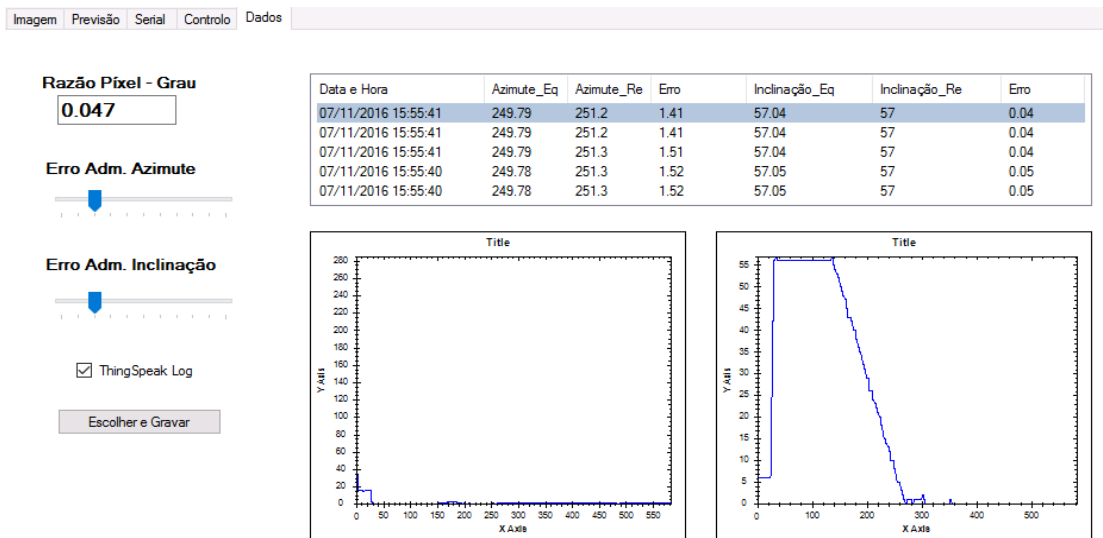 Imagem Previsão Serial Controlo Dados
Razão Píxel - Grau
0.047
Erro Adm. Azimute
Erro Adm. Inclinação
ThingSpeak Log
Escolher e Gravar
Data e Hora Azimute_Eq Azimute_Re Erro Inclinação_Eq Inclinação_Re Erro
07/11/2016 15:55:41 249.79 251.2 1.41 57.04 57 0.04
07/11/2016 15:55:41 249.79 251.2 1.41 57.04 57 0.04
07/11/2016 15:55:41 249.79 251.3 1.51 57.04 57 0.04
07/11/2016 15:55:40 249.78 251.3 1.52 57.05 57 0.05
07/11/2016 15:55:40 249.78 251.3 1.52 57.05 57 0.05
Title
280
260
240
220
200
180
160
140
120
100
80
60
40
20
0
Y Axis
0 50 100 150 200 250 300 350 400 450 500 550
X Axis
Title
55
50
45
40
35
30
25
20
15
10
5
0
Y Axis
0 100 200 300 400 500
X Axis